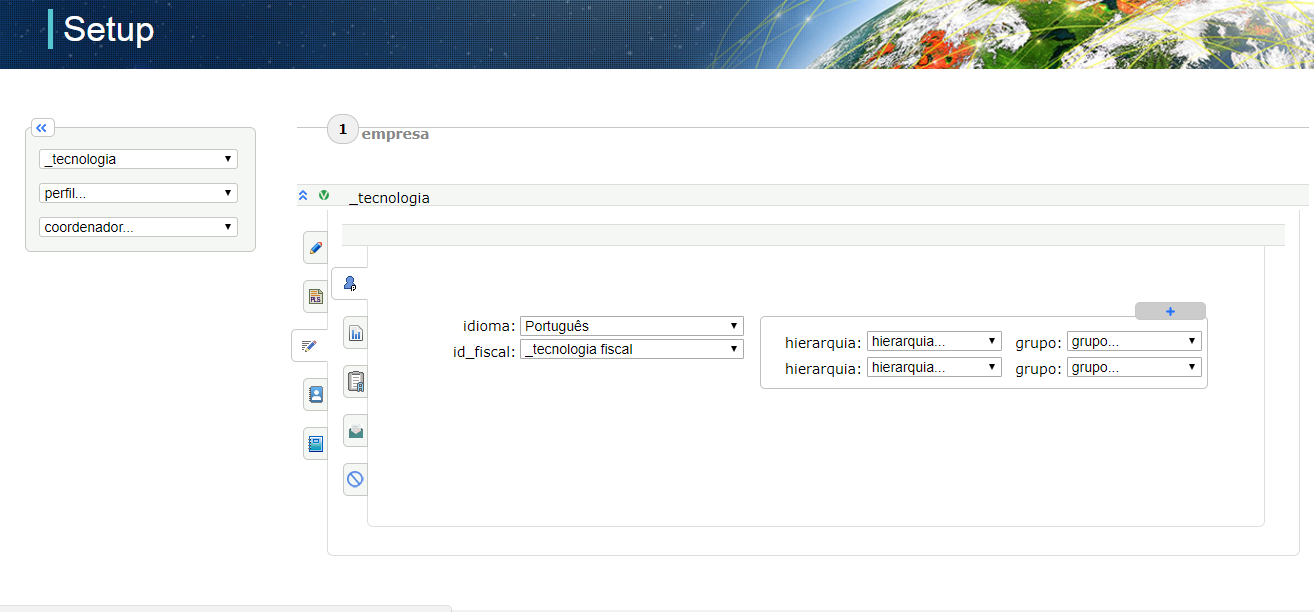 Setup
1 empresa
_tecnologia
perfil...
coordenador...
_tecnologia
PLS
idioma: Português
id_fiscal: _tecnologia fiscal
+
hierarquia: hierarquia... grupo: grupo...
hierarquia: hierarquia... grupo: grupo...